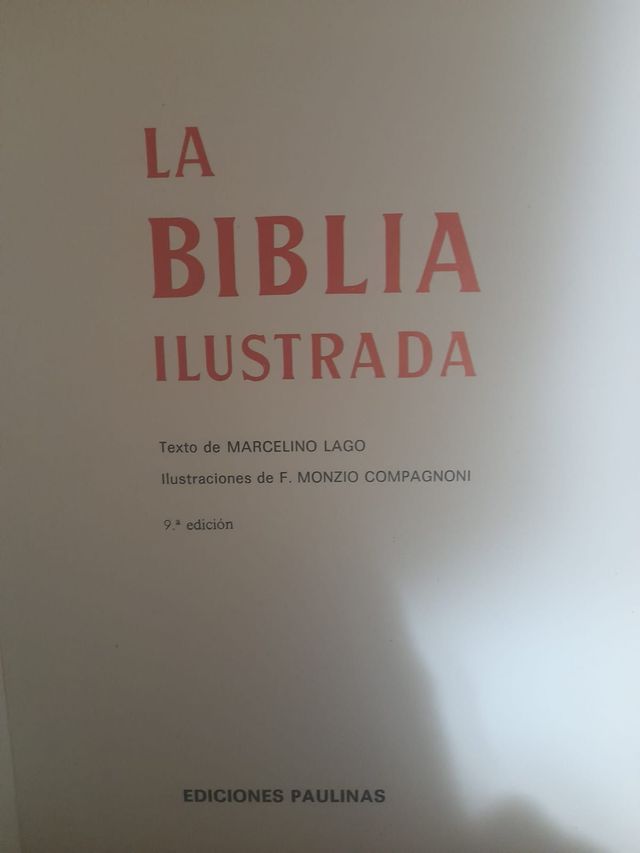 LA
BIBLIA
ILUSTRADA
Texto de MARCELINO LAGO
Ilustraciones de F. MONZIO COMPAGNONI
9.ª edición
EDICIONES PAULINAS